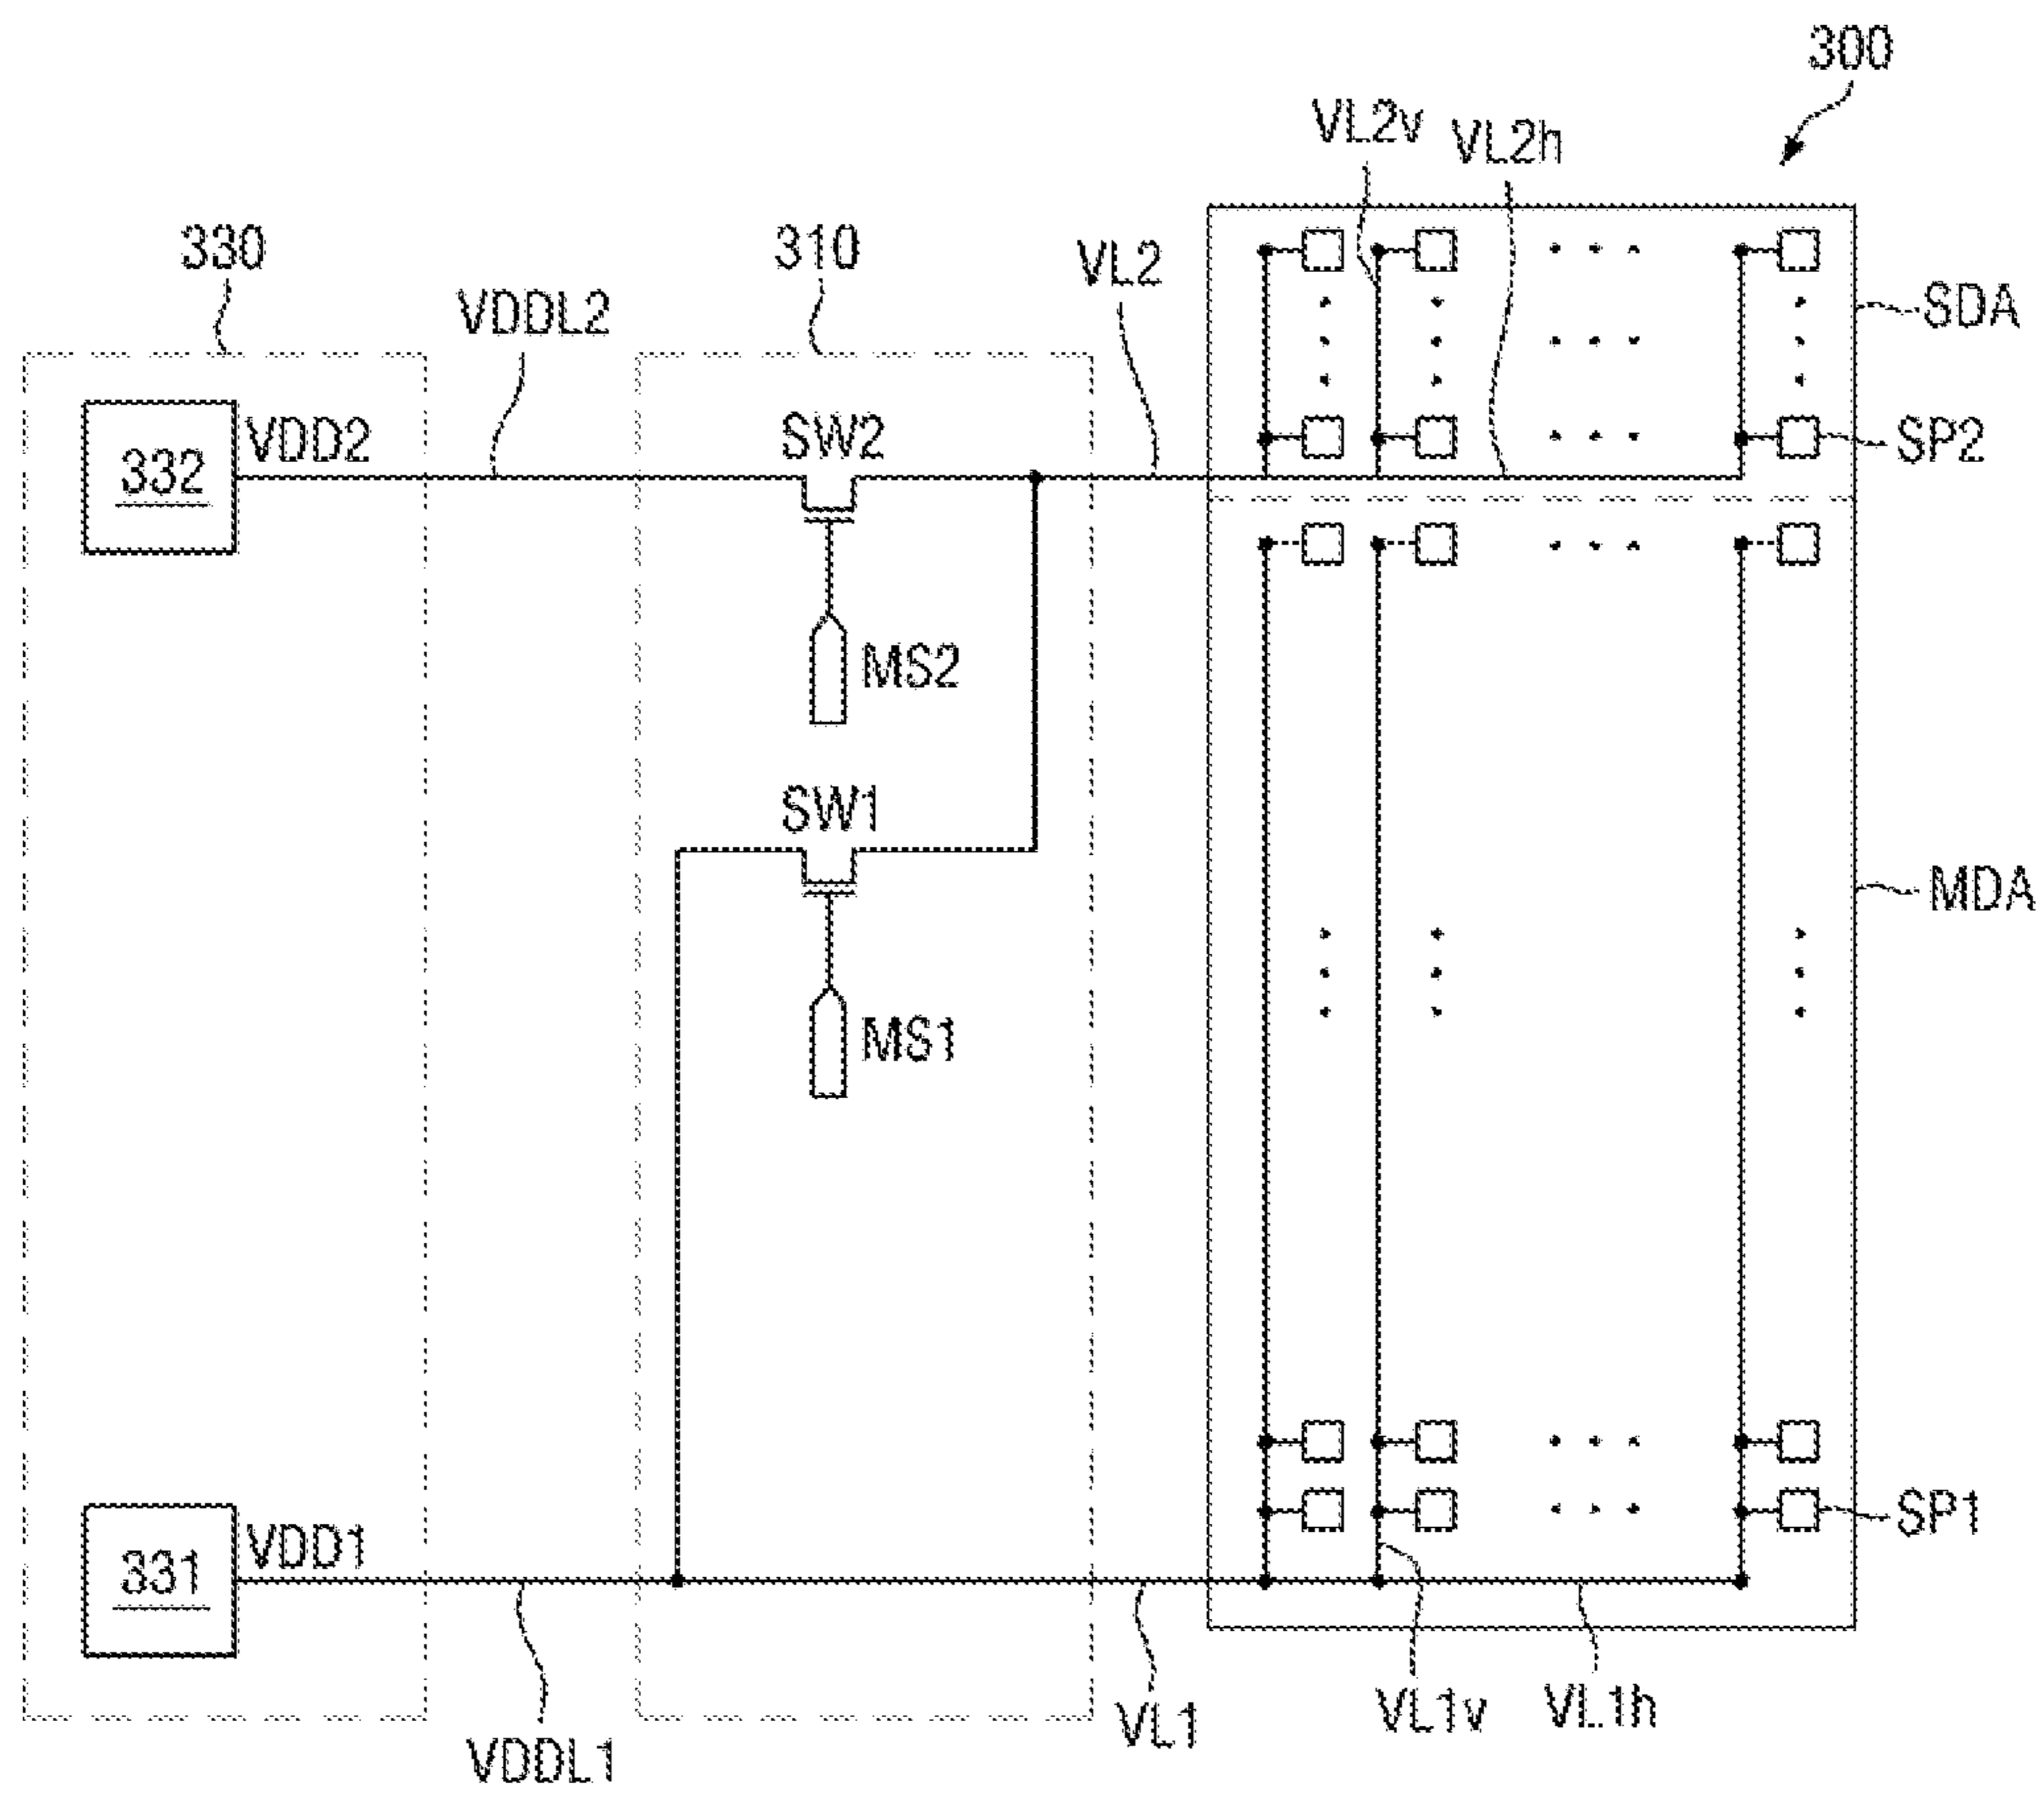 300
VL2v
VL2h
330
310
VL2
VDDL2
SDA
VDD2
SW2
SP2
332
MS2
SW1
MDA
MS1
SP1
VDD1
331
VL1v
VL1h
VL1
VDDL1